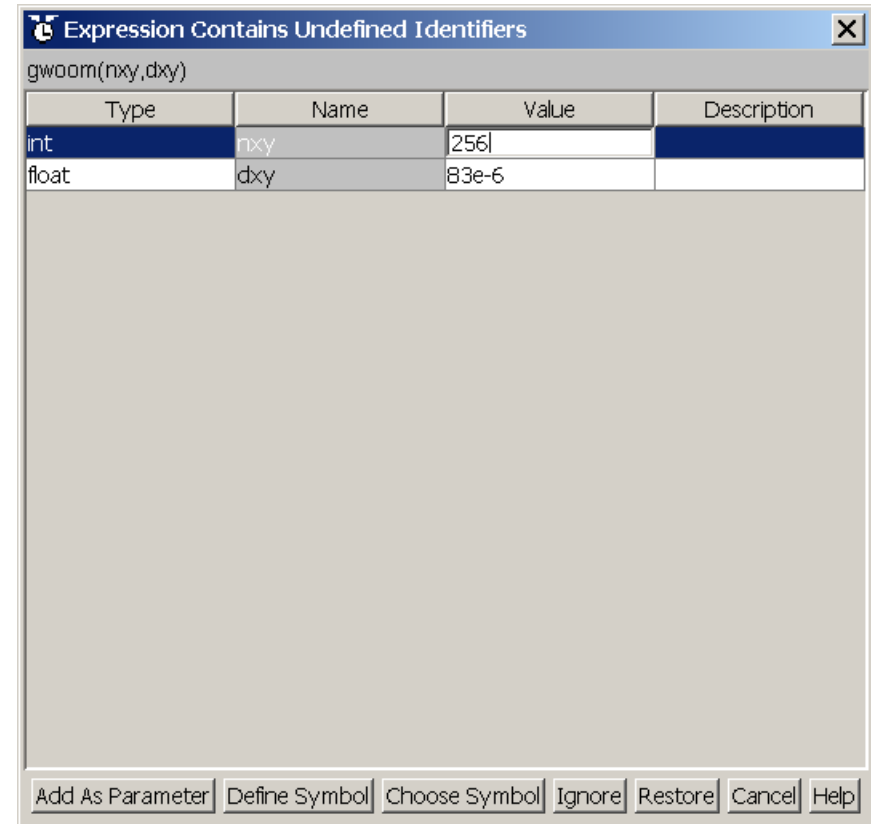 Expression Contains Undefined Identifiers
gwoom(nxy,dxy)
Type Name Value Description
int nxy 256
float dxy 83e-6
Add As Parameter Define Symbol Choose Symbol Ignore Restore Cancel Help